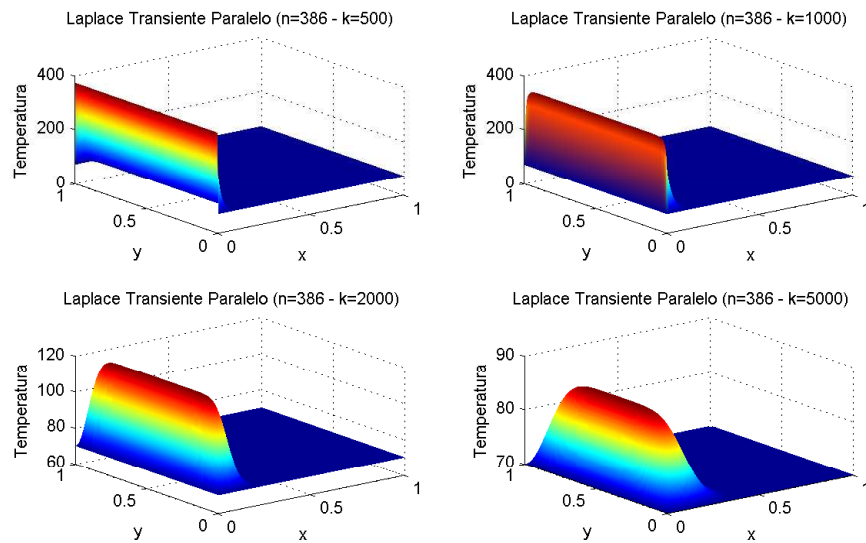 Laplace Transiente Paralelo (n=386 - k=500)
Temperatura
400
200
0
1
0.5
0
y
0
0.5
1
x
Laplace Transiente Paralelo (n=386 - k=1000)
Temperatura
400
200
0
1
0.5
0
y
0
0.5
1
x
Laplace Transiente Paralelo (n=386 - k=2000)
Temperatura
120
100
80
60
1
0.5
0
y
0
0.5
1
x
Laplace Transiente Paralelo (n=386 - k=5000)
Temperatura
90
80
70
1
0.5
0
y
0
0.5
1
x